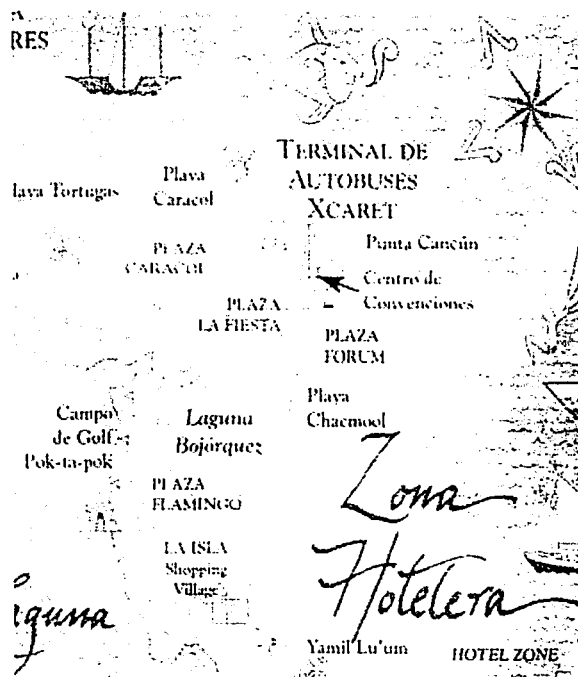 RES
TERMINAL DE
AUTOBUSES
XCARET
Playa
Caracol
laya Tortugas
Punta Cancún
PLAZA
CARACOL
Centro de
Convenciones
PLAZA
LA FIESTA
PLAZA
FORUM
Playa
Chacmool
Campo
de Golf
Pok-ta-pok
Laguna
Bojórquez
PLAZA
FLAMINGO
Zona
Hotelera
LA ISLA
Shopping
Village
aguna
Yamil Lu'um
HOTEL ZONE